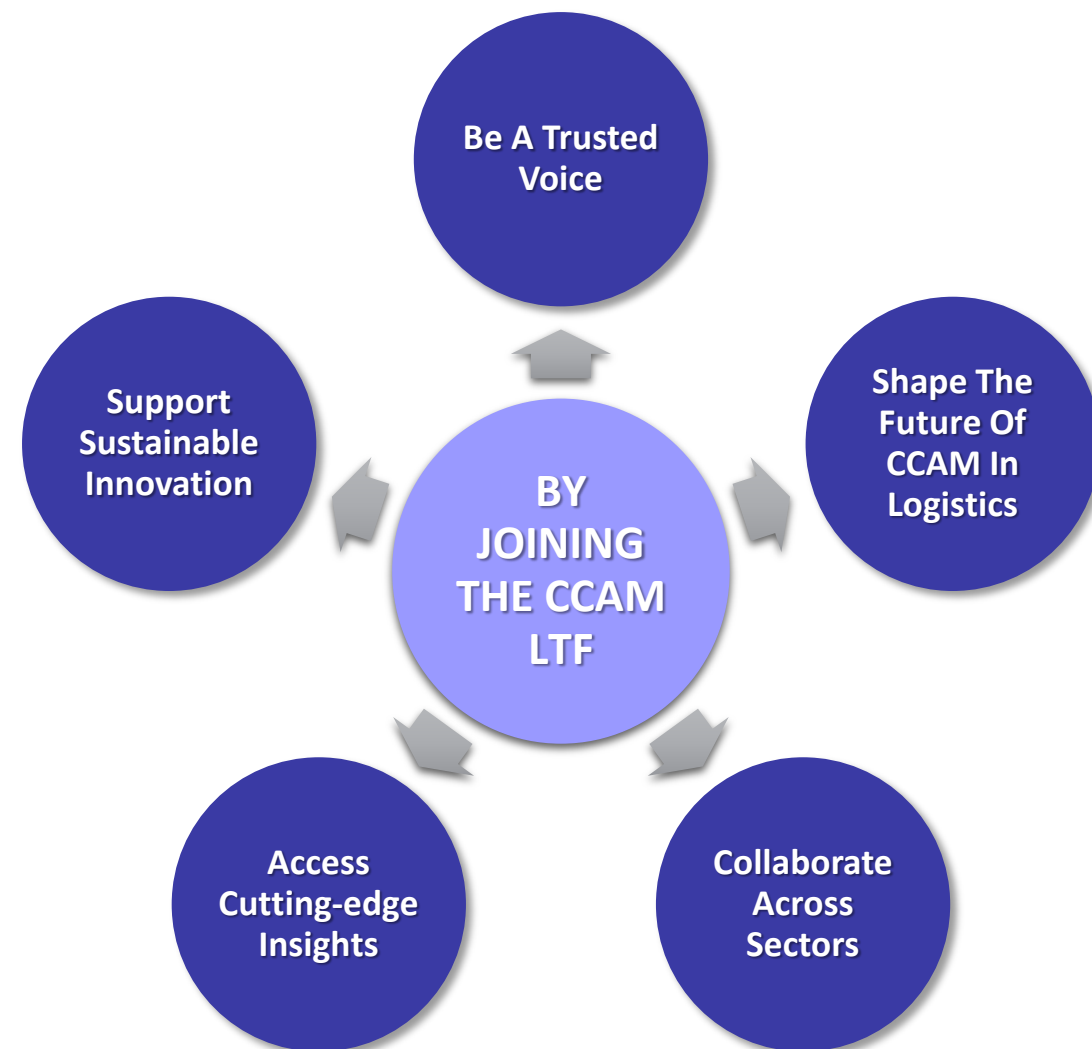 Be A Trusted
Voice
Shape The
Future Of
CCAM In
Logistics
Collaborate
Across
Sectors
Access
Cutting-edge
Insights
Support
Sustainable
Innovation
BY
JOINING
THE CCAM
LTF